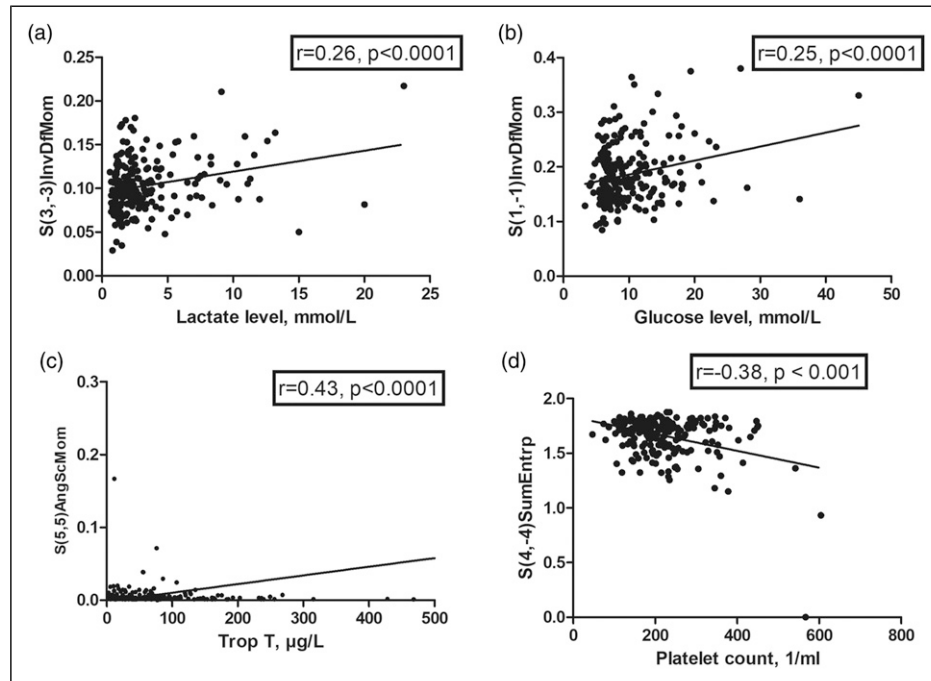 (a)
r=0.26, p<0.0001
S(3,-3)InvDfMom
0.20
0.15
0.10
0.05
0.00
0 5 10 15 20 25
Lactate level, mmol/L
(b)
r=0.25, p<0.0001
S(1,-1)InvDfMom
0.4
0.3
0.2
0.1
0.0
0 10 20 30 40 50
Glucose level, mmol/L
(c)
r=0.43, p<0.0001
S(5,5)AngScMom
0.3
0.2
0.1
0.0
0 100 200 300 400 500
Trop T, µg/L
(d)
r=-0.38, p < 0.001
S(4,-4)SumEntrp
2.0
1.5
1.0
0.5
0.0
0 200 400 600 800
Platelet count, 1/ml